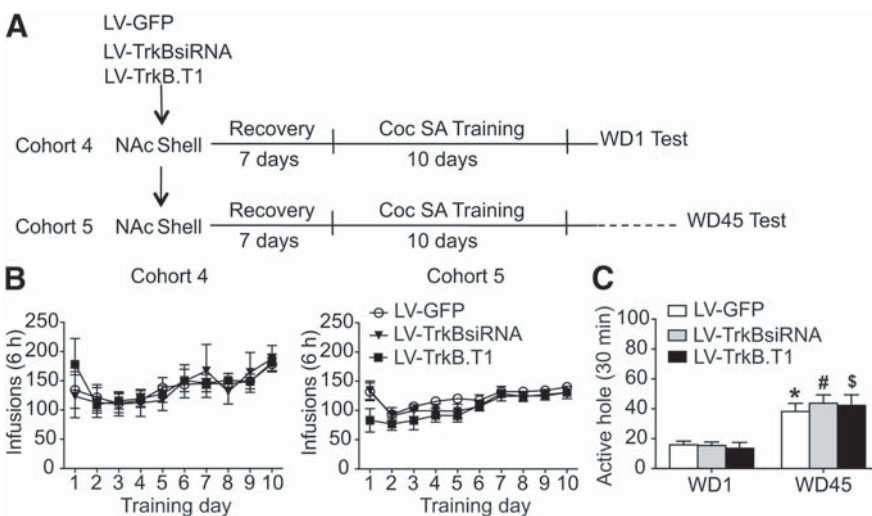 A
LV-GFP
LV-TrkBsiRNA
LV-TrkB.T1
Cohort 4 NAc Shell Recovery 7 days Coc SA Training 10 days WD1 Test
Cohort 5 NAc Shell Recovery 7 days Coc SA Training 10 days WD45 Test
B
Cohort 4
Infusions (6 h)
250
200
150
100
50
0
1 2 3 4 5 6 7 8 9 10
Training day
Cohort 5
LV-GFP
LV-TrkBsiRNA
LV-TrkB.T1
Infusions (6 h)
250
200
150
100
50
0
1 2 3 4 5 6 7 8 9 10
Training day
C
LV-GFP
LV-TrkBsiRNA
LV-TrkB.T1
Active hole (30 min)
100
80
60
40
20
0
* # $
WD1 WD45